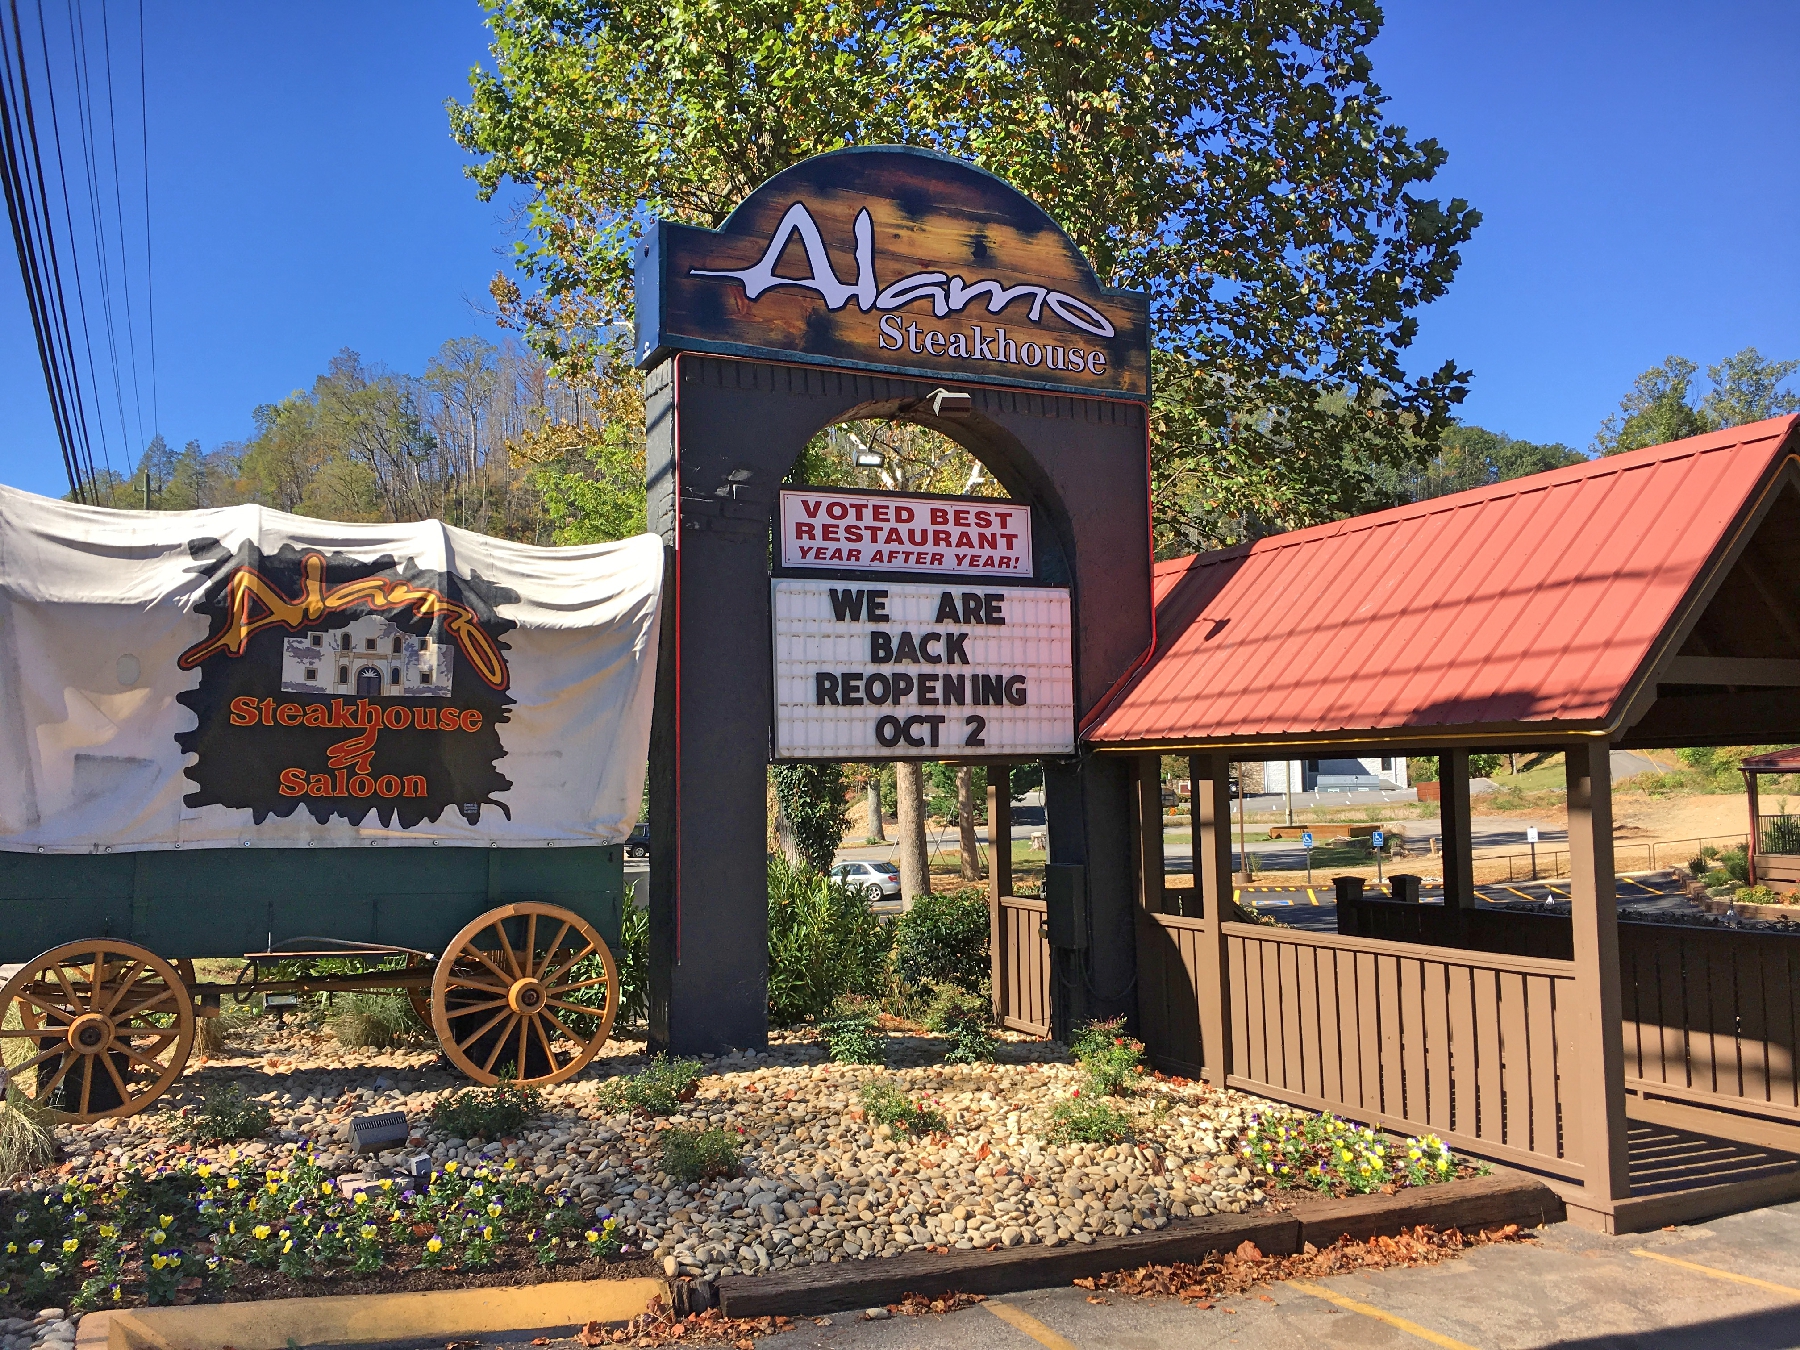 Alamo
Steakhouse
VOTED BEST
RESTAURANT
YEAR AFTER YEAR!
WE ARE
BACK
REOPENING
OCT 2
Alamo
Steakhouse
&
Saloon